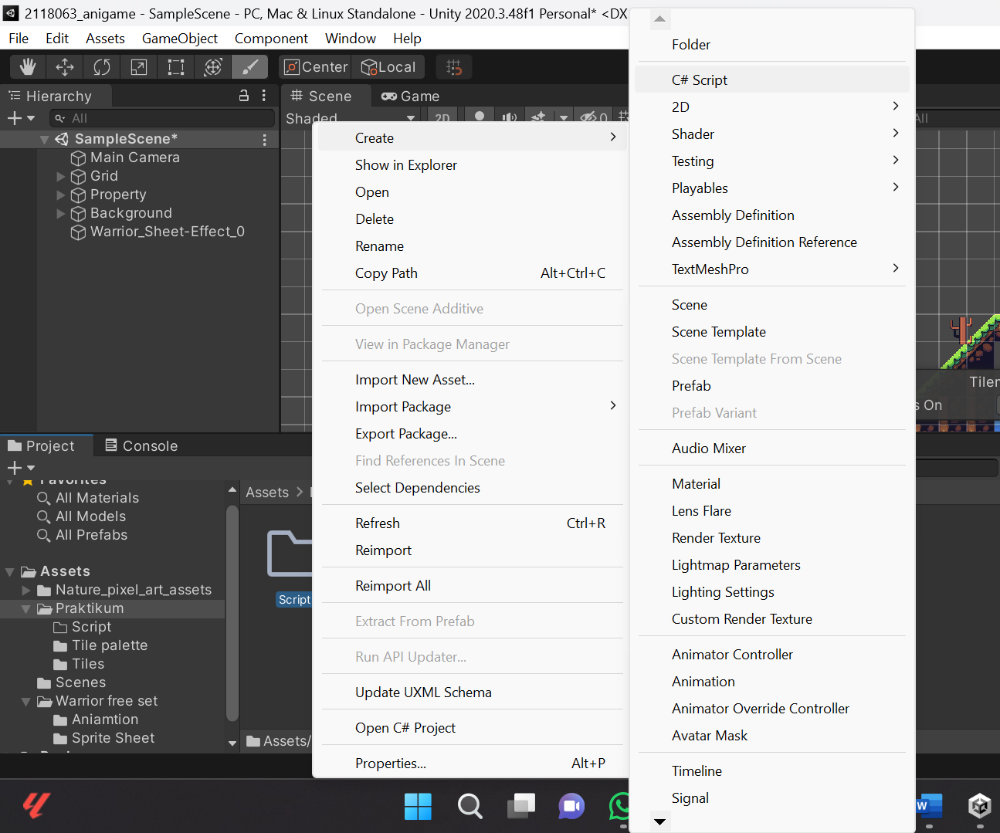 2118063_anigame - SampleScene - PC, Mac & Linux Standalone - Unity 2020.3.48f1 Personal* <DX
File Edit Assets GameObject Component Window Help
Center Local
Hierarchy
All
SampleScene*
Main Camera
Grid
Property
Background
Warrior_Sheet-Effect_0
Scene Game
Shaded 2D 0
All
Create
Show in Explorer
Open
Delete
Rename
Copy Path Alt+Ctrl+C
Open Scene Additive
View in Package Manager
Import New Asset...
Import Package
Export Package...
Find References In Scene
Select Dependencies
Refresh Ctrl+R
Reimport
Reimport All
Extract From Prefab
Run API Updater...
Update UXML Schema
Open C# Project
Properties... Alt+P
Folder
C# Script
2D
Shader
Testing
Playables
Assembly Definition
Assembly Definition Reference
TextMeshPro
Scene
Scene Template
Scene Template From Scene
Prefab
Prefab Variant
Audio Mixer
Material
Lens Flare
Render Texture
Lightmap Parameters
Lighting Settings
Custom Render Texture
Animator Controller
Animation
Animator Override Controller
Avatar Mask
Timeline
Signal
Tilem
s On
Project Console
Favorites
All Materials
All Models
All Prefabs
Assets
Nature_pixel_art_assets
Praktikum
Script
Tile palette
Tiles
Scenes
Warrior free set
Aniamtion
Sprite Sheet
Assets >
Script
Assets/
W